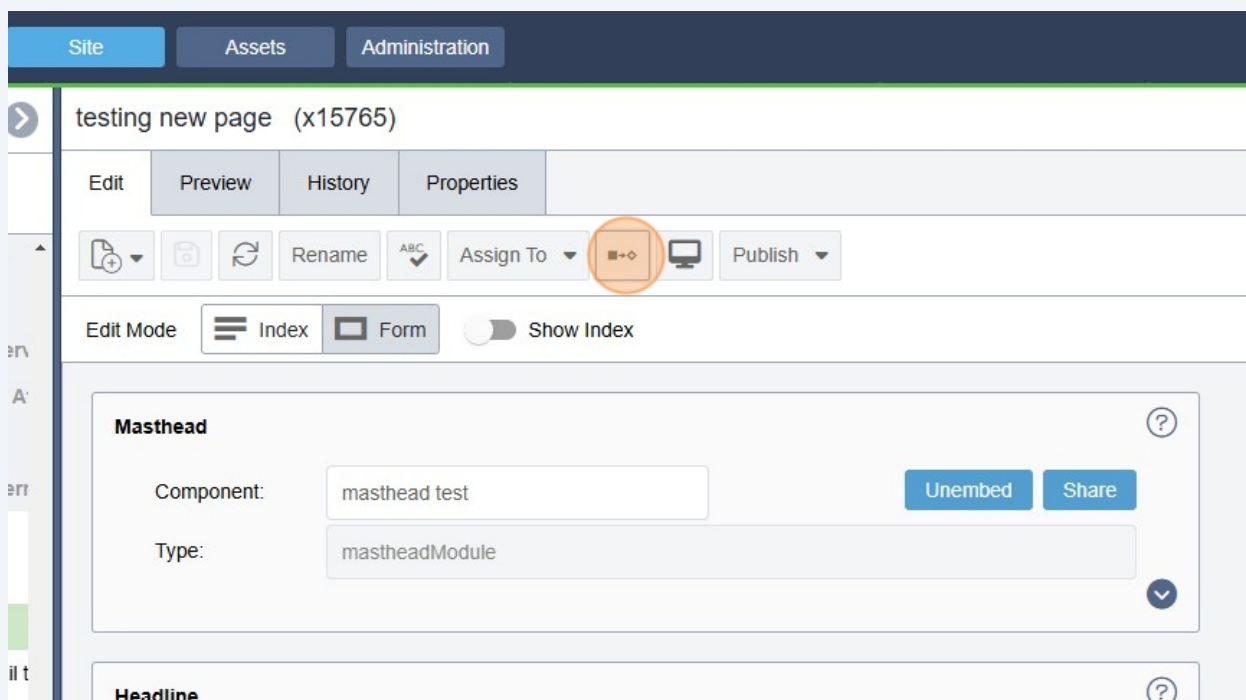 Site Assets Administration
testing new page (x15765)
Edit Preview History Properties
Rename ABC Assign To Publish
Edit Mode Index Form Show Index
Masthead ?
Component: masthead test Unembed Share
Type: mastheadModule
il t
Headline ?